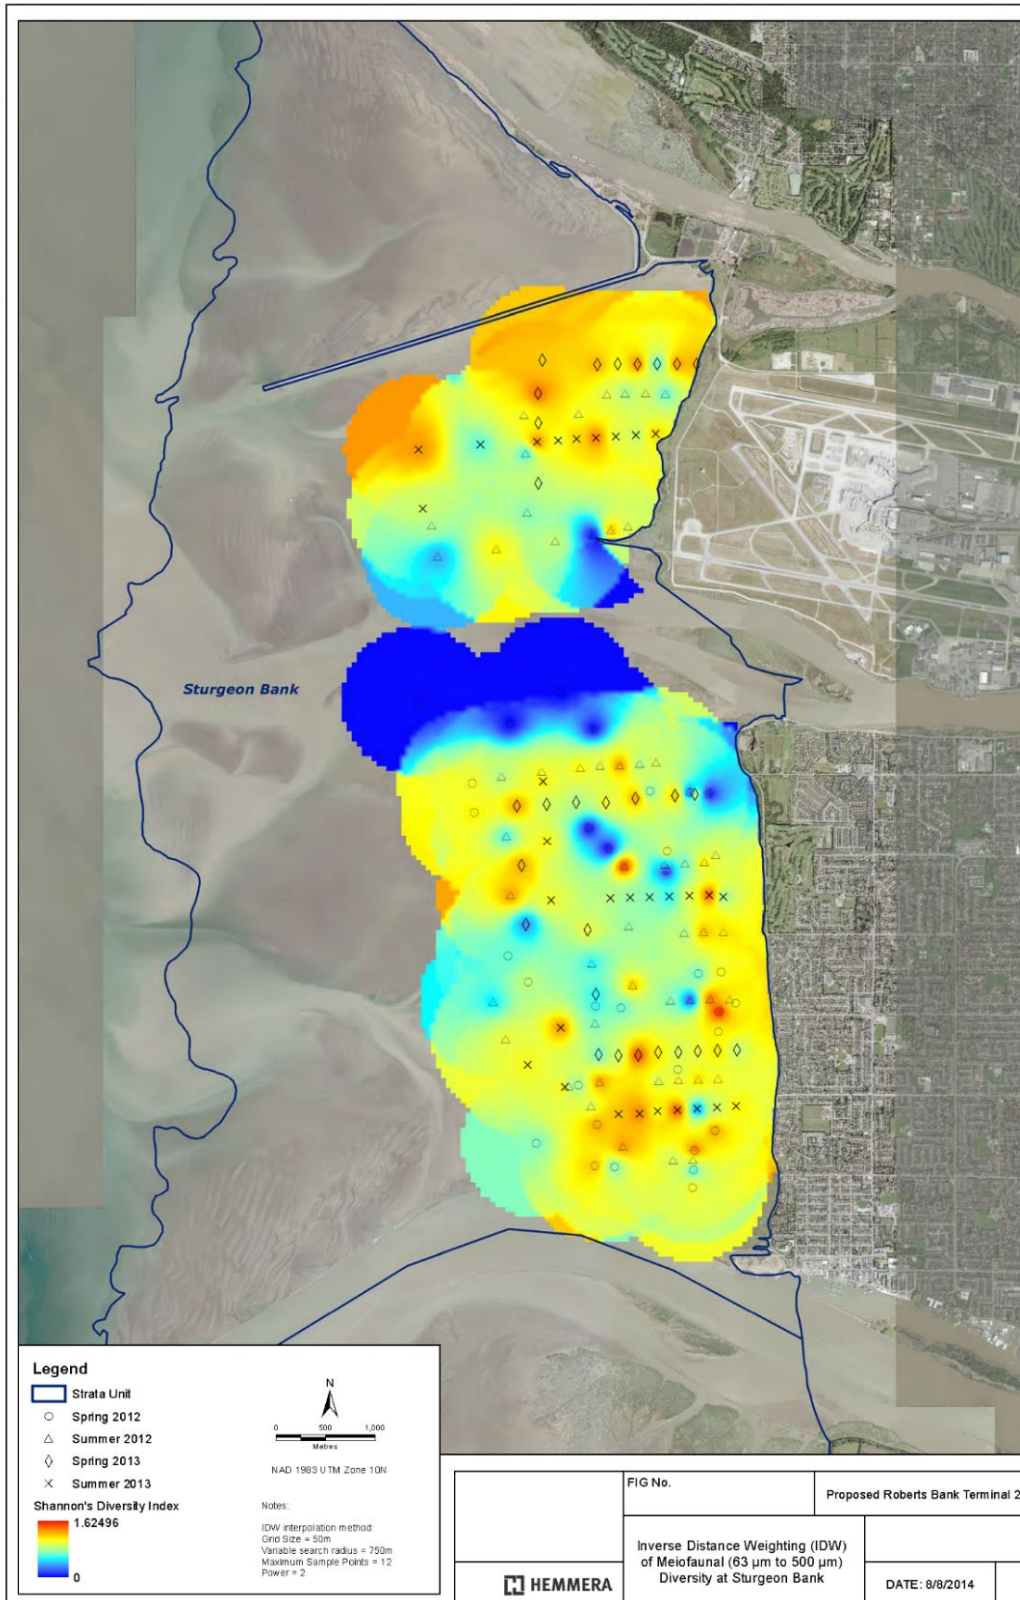 Sturgeon Bank
Legend
Strata Unit
Spring 2012
Summer 2012
Spring 2013
Summer 2013
Shannon's Diversity Index
1.62496
0
N
0 500 1,000
Metres
NAD 1983 UTM Zone 10N
Notes:
IDW interpolation method:
Grid Size = 50m
Variable search radius = 750m
Maximum Sample Points = 12
Power = 2
HEMMERA
FIG No.
Proposed Roberts Bank Terminal 2
Inverse Distance Weighting (IDW)
of Meiofaunal (63 µm to 500 µm)
Diversity at Sturgeon Bank
DATE: 8/8/2014